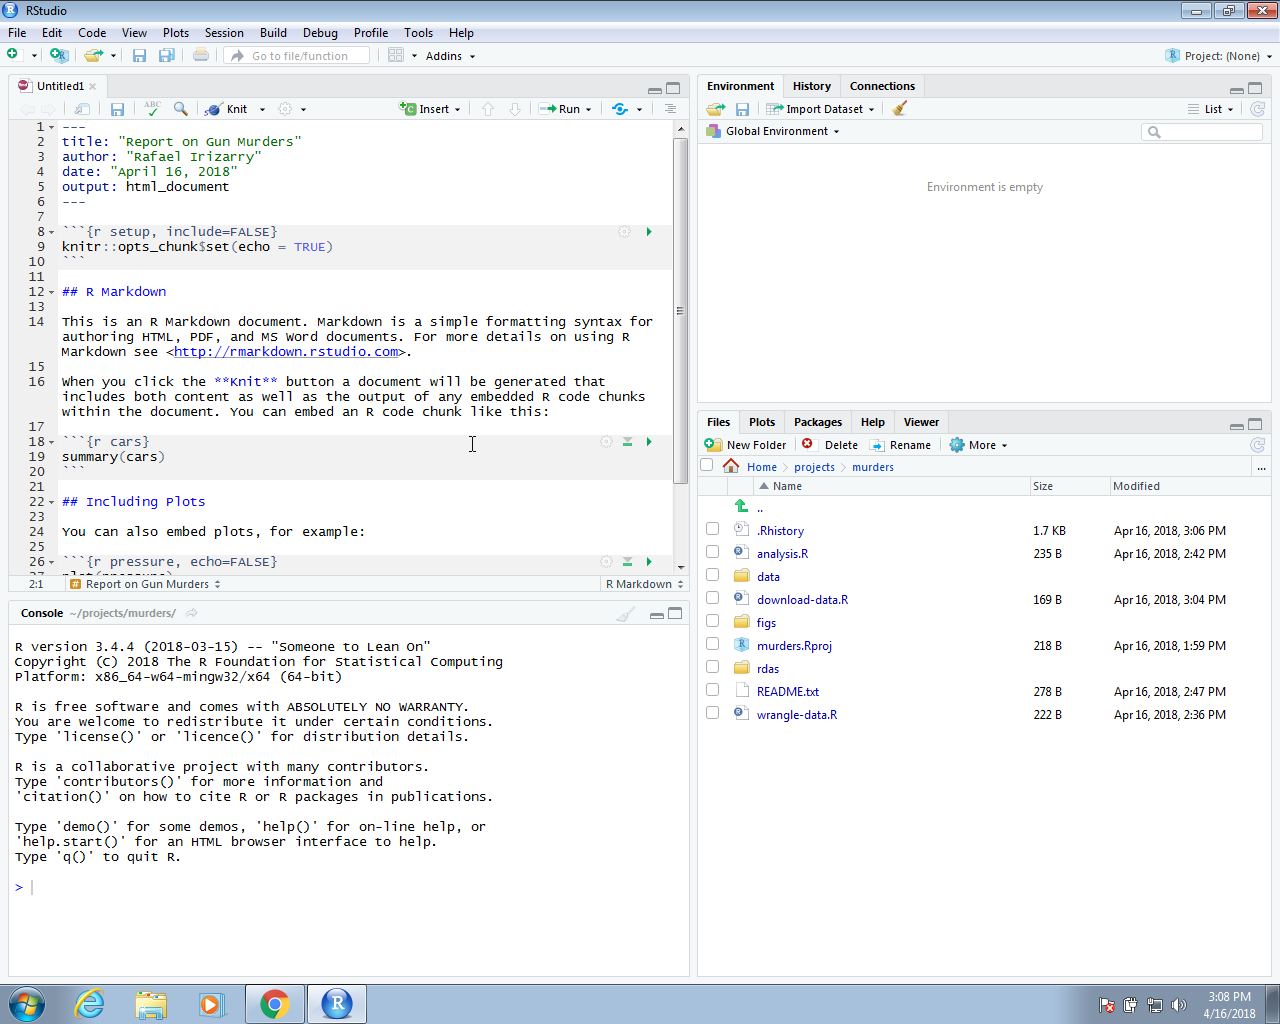 RStudio
File Edit Code View Plots Session Build Debug Profile Tools Help
Go to file/function Addins Project: (None)
Untitled1
ABC Knit Insert Run
1 ---
2 title: "Report on Gun Murders"
3 author: "Rafael Irizarry"
4 date: "April 16, 2018"
5 output: html_document
6 ---
7
8 ```{r setup, include=FALSE}
9 knitr::opts_chunk$set(echo = TRUE)
10 ```
11
12 ## R Markdown
13
14 This is an R Markdown document. Markdown is a simple formatting syntax for
authoring HTML, PDF, and MS Word documents. For more details on using R
Markdown see <http://rmarkdown.rstudio.com>.
15
16 When you click the **Knit** button a document will be generated that
includes both content as well as the output of any embedded R code chunks
within the document. You can embed an R code chunk like this:
17
18 ```{r cars}
19 summary(cars)
20 ```
21
22 ## Including Plots
23
24 You can also embed plots, for example:
25
26 ```{r pressure, echo=FALSE}
27 plot(pressure)
2:1 # Report on Gun Murders R Markdown
Console ~/projects/murders/
R version 3.4.4 (2018-03-15) -- "Someone to Lean On"
Copyright (C) 2018 The R Foundation for Statistical Computing
Platform: x86_64-w64-mingw32/x64 (64-bit)
R is free software and comes with ABSOLUTELY NO WARRANTY.
You are welcome to redistribute it under certain conditions.
Type 'license()' or 'licence()' for distribution details.
R is a collaborative project with many contributors.
Type 'contributors()' for more information and
'citation()' on how to cite R or R packages in publications.
Type 'demo()' for some demos, 'help()' for on-line help, or
'help.start()' for an HTML browser interface to help.
Type 'q()' to quit R.
>
Environment History Connections
Import Dataset List
Global Environment
Environment is empty
Files Plots Packages Help Viewer
New Folder Delete Rename More
Home projects murders ...
Name Size Modified
..
.Rhistory 1.7 KB Apr 16, 2018, 3:06 PM
analysis.R 235 B Apr 16, 2018, 2:42 PM
data
download-data.R 169 B Apr 16, 2018, 3:04 PM
figs
murders.Rproj 218 B Apr 16, 2018, 1:59 PM
rdas
README.txt 278 B Apr 16, 2018, 2:47 PM
wrangle-data.R 222 B Apr 16, 2018, 2:36 PM
3:08 PM
4/16/2018